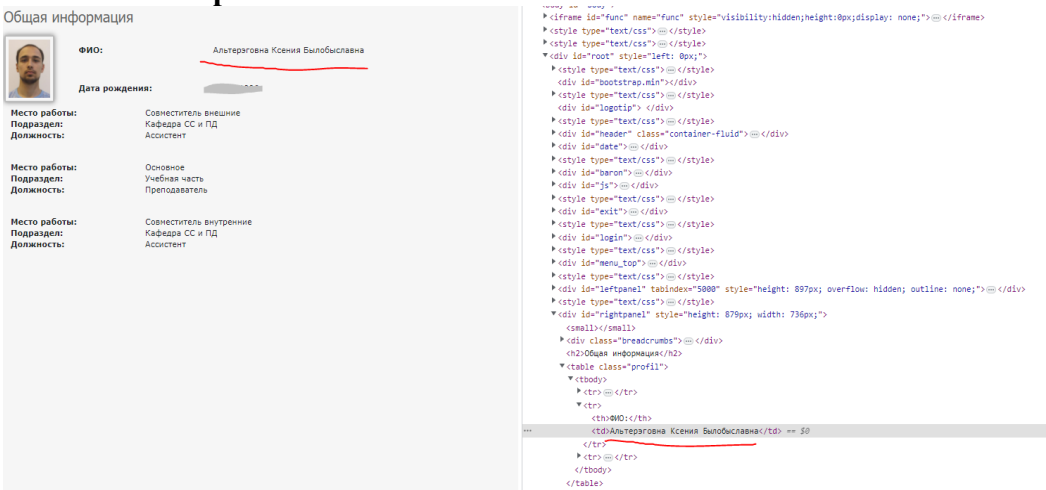 Общая информация
ФИО: Альтерэговна Ксения Былобыславна
Дата рождения:
Место работы: Совместитель внешние
Подраздел: Кафедра СС и ПД
Должность: Ассистент
Место работы: Основное
Подраздел: Учебная часть
Должность: Преподаватель
Место работы: Совместитель внутренние
Подраздел: Кафедра СС и ПД
Должность: Ассистент
<iframe id="func" name="func" style="visibility:hidden;height:0px;display: none;"></iframe>
<style type="text/css"></style>
<style type="text/css"></style>
<div id="root" style="left: 0px;">
<style type="text/css"></style>
<div id="bootstrap.min"></div>
<style type="text/css"></style>
<div id="logotip"> </div>
<style type="text/css"></style>
<div id="header" class="container-fluid"></div>
<div id="date"></div>
<style type="text/css"></style>
<div id="baron"></div>
<div id="js"></div>
<style type="text/css"></style>
<div id="exit"></div>
<style type="text/css"></style>
<div id="login"></div>
<style type="text/css"></style>
<div id="menu_top"></div>
<style type="text/css"></style>
<div id="leftpanel" tabindex="5000" style="height: 897px; overflow: hidden; outline: none;"></div>
<style type="text/css"></style>
<div id="rightpanel" style="height: 879px; width: 736px;">
<small></small>
<div class="breadcrumbs"></div>
<h2>Общая информация</h2>
<table class="profil">
<tbody>
<tr></tr>
<tr>
<th>ФИО:</th>
<td>Альтерэговна Ксения Былобыславна</td> == $0
</tr>
<tr></tr>
</tbody>
</table>